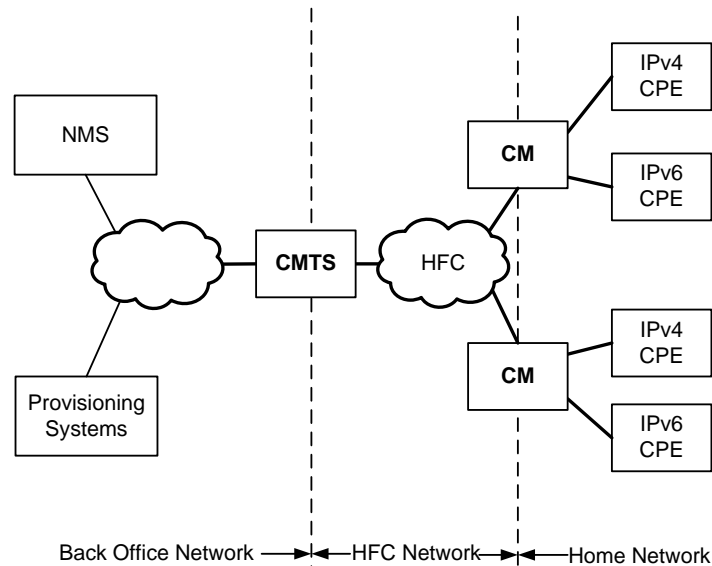 IPv4
CPE
NMS
CM
IPv6
CPE
CMTS
HFC
IPv4
CPE
CM
Provisioning
Systems
IPv6
CPE
Back Office Network
HFC Network
Home Network